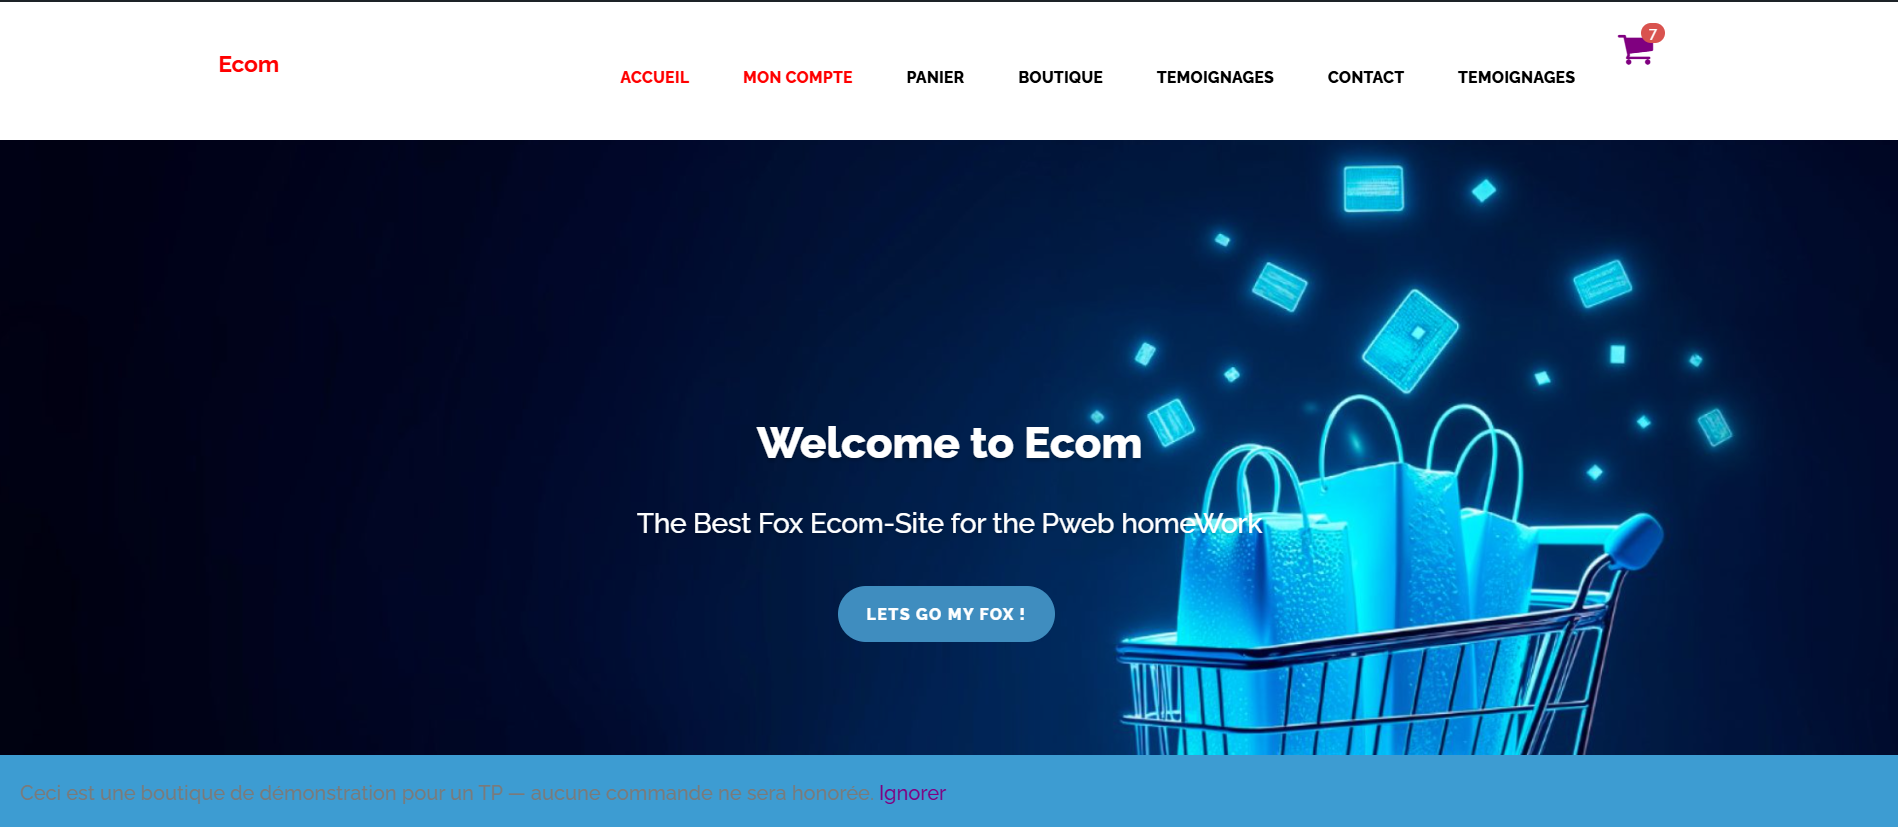 Ecom
ACCUEIL MON COMPTE PANIER BOUTIQUE TEMOIGNAGES CONTACT TEMOIGNAGES
7
Welcome to Ecom
The Best Fox Ecom-Site for the Pweb homeWork
LETS GO MY FOX !
Ceci est une boutique de démonstration pour un TP — aucune commande ne sera honorée. Ignorer